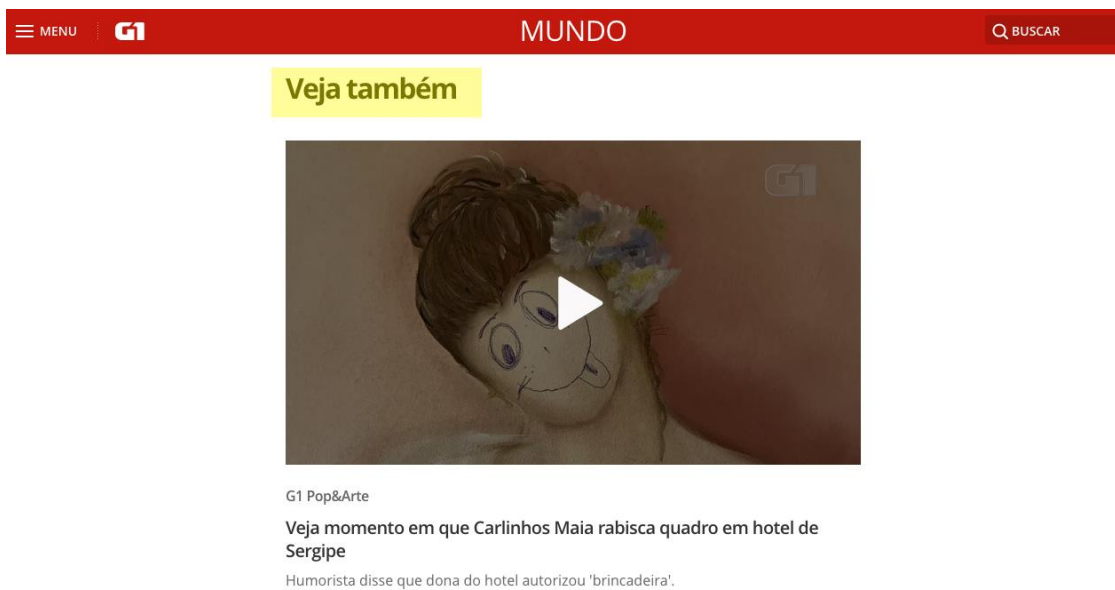 MENU G1 MUNDO BUSCAR
Veja também
G1
G1 Pop&Arte
Veja momento em que Carlinhos Maia rabisca quadro em hotel de
Sergipe
Humorista disse que dona do hotel autorizou 'brincadeira'.